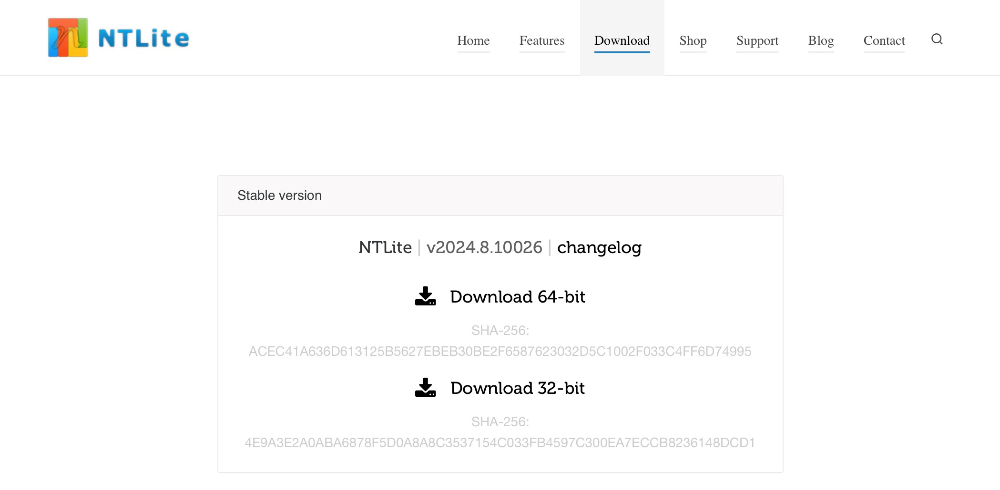 NTLite
Home Features Download Shop Support Blog Contact
Stable version
NTLite | v2024.8.10026 | changelog
Download 64-bit
SHA-256:
ACEC41A636D613125B5627EBEB30BE2F6587623032D5C1002F033C4FF6D74995
Download 32-bit
SHA-256:
4E9A3E2A0ABA6878F5D0A8A8C3537154C033FB4597C300EA7ECCB8236148DCD1